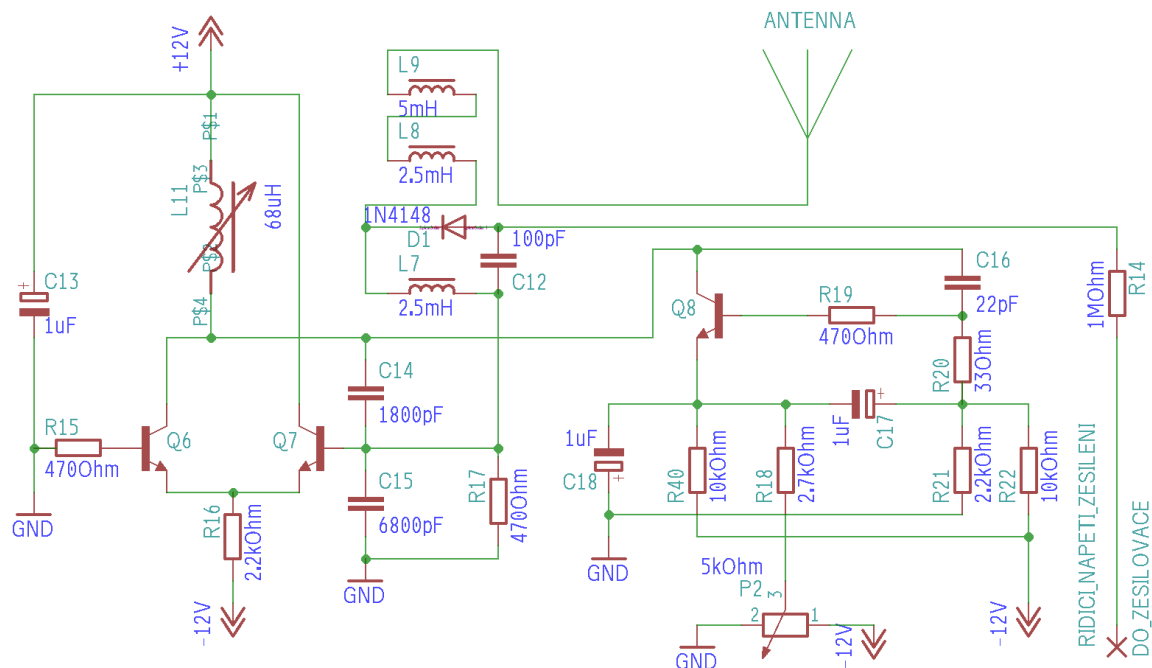 ANTENNA
+12V
L9
5mH
L8
2.5mH
P$1
P$3
L11
68uH
P$2
P$4
1N4148
D1
100pF
C12
L7
2.5mH
C13
1uF
C16
22pF
Q8
R19
470Ohm
R14
1MOhm
R20
33Ohm
C14
1800pF
R15
470Ohm
Q6
Q7
1uF
C17
1uF
C18
C15
6800pF
R17
470Ohm
R40
10kOhm
R18
2.7kOhm
R21
2.2kOhm
R22
10kOhm
GND
R16
2.2kOhm
GND
GND
5kOhm
P2
3
2
1
-12V
-12V
-12V
GND
RIDICI_NAPETI_ZESILENI
DO_ZESILOVACE